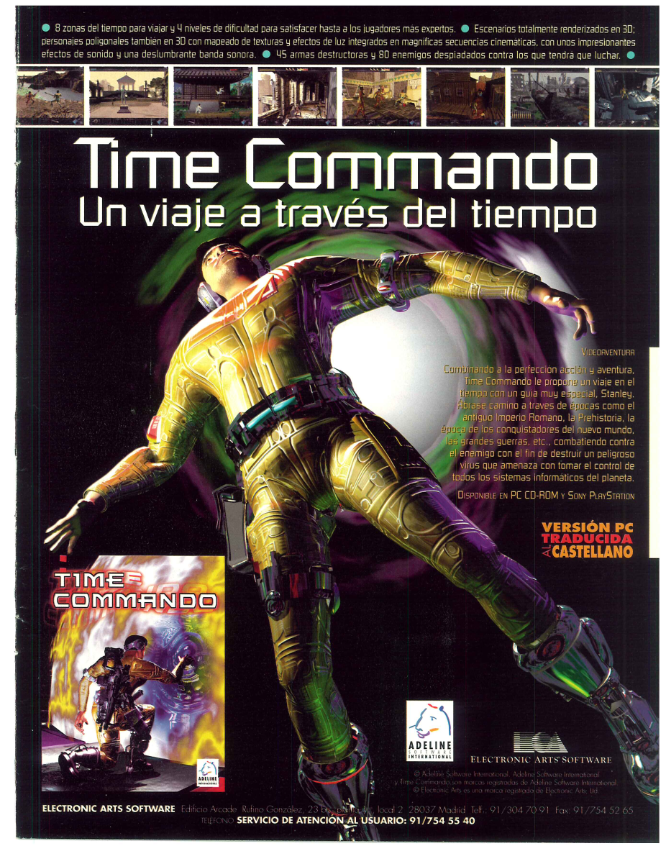 ● 8 zonas del tiempo para viajar y 4 niveles de dificultad para satisfacer hasta a los jugadores más expertos. ● Escenarios totalmente renderizados en 3D;
personales poligonales también en 3D con mapeado de texturas y efectos de luz integrados en magnificas secuencias cinematicas, con unos impresionantes
efectos de sonido y una deslumbrante banda sonora. ● 45 armas destructoras y 80 enemigos despiadados contra los que tendrá que luchar. ●
Time Commando
Un viaje a través del tiempo
VIDEOAVENTURA
Combinando a la perfeccion acción y aventura,
Time Commando le propone un viaje en el
tiempo con un guia muy especial, Stanley.
Abrase camino a traves de épocas como el
antiguo Imperio Romano, la Prehistoria, la
época de los conquistadores del nuevo mundo,
las grandes guerras, etc., combatiendo contra
el enemigo con el fin de destruir un peligroso
virus que amenaza con tomar el control de
todos los sistemas informáticos del planeta.
DISPONIBLE EN PC CD-ROM Y SONY PLAYSTATION
VERSIÓN PC
TRADUCIDA
AL CASTELLANO
TIME
COMMANDO
ADELINE
SOFTWARE
INTERNATIONAL
ADELINE
ELECTRONIC ARTS SOFTWARE
© Adeline Software International. Adeline Software International
y Time Commando son marcas registradas de Adeline Software International.
© Electronic Arts es una marca registrada de Electronic Arts, Ltd.
ELECTRONIC ARTS SOFTWARE Edificio Arcade Rufino González, 23 local 2 28037 Madrid Telf.: 91/304 70 91 Fax: 91/754 52 65
TELÉFONO SERVICIO DE ATENCIÓN AL USUARIO: 91/754 55 40